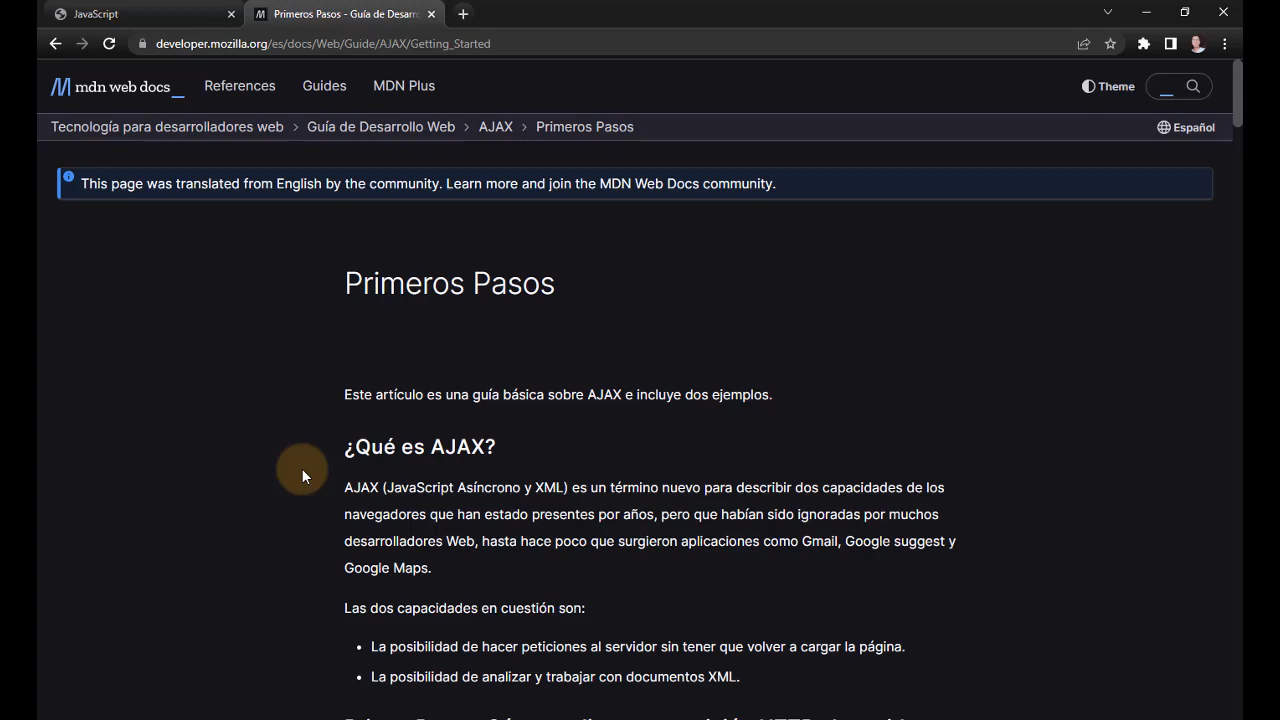 JavaScript
Primeros Pasos - Guía de Desarro
developer.mozilla.org/es/docs/Web/Guide/AJAX/Getting_Started
mdn web docs_
References
Guides
MDN Plus
Theme
Tecnología para desarrolladores web > Guía de Desarrollo Web > AJAX > Primeros Pasos
Español
This page was translated from English by the community. Learn more and join the MDN Web Docs community.
Primeros Pasos
Este artículo es una guía básica sobre AJAX e incluye dos ejemplos.
¿Qué es AJAX?
AJAX (JavaScript Asíncrono y XML) es un término nuevo para describir dos capacidades de los
navegadores que han estado presentes por años, pero que habían sido ignoradas por muchos
desarrolladores Web, hasta hace poco que surgieron aplicaciones como Gmail, Google suggest y
Google Maps.
Las dos capacidades en cuestión son:
• La posibilidad de hacer peticiones al servidor sin tener que volver a cargar la página.
• La posibilidad de analizar y trabajar con documentos XML.